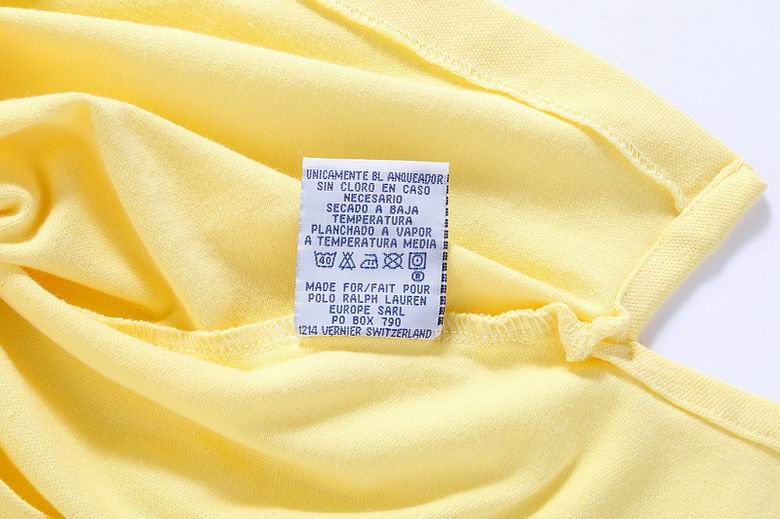 UNICAMENTE BL ANQUEADOR
SIN CLORO EN CASO
NECESARIO
SECADO A BAJA
TEMPERATURA
PLANCHADO A VAPOR
A TEMPERATURA MEDIA
40
R
MADE FOR/FAIT POUR
POLO RALPH LAUREN
EUROPE SARL
PO BOX 790
1214 VERNIER SWITZERLAND